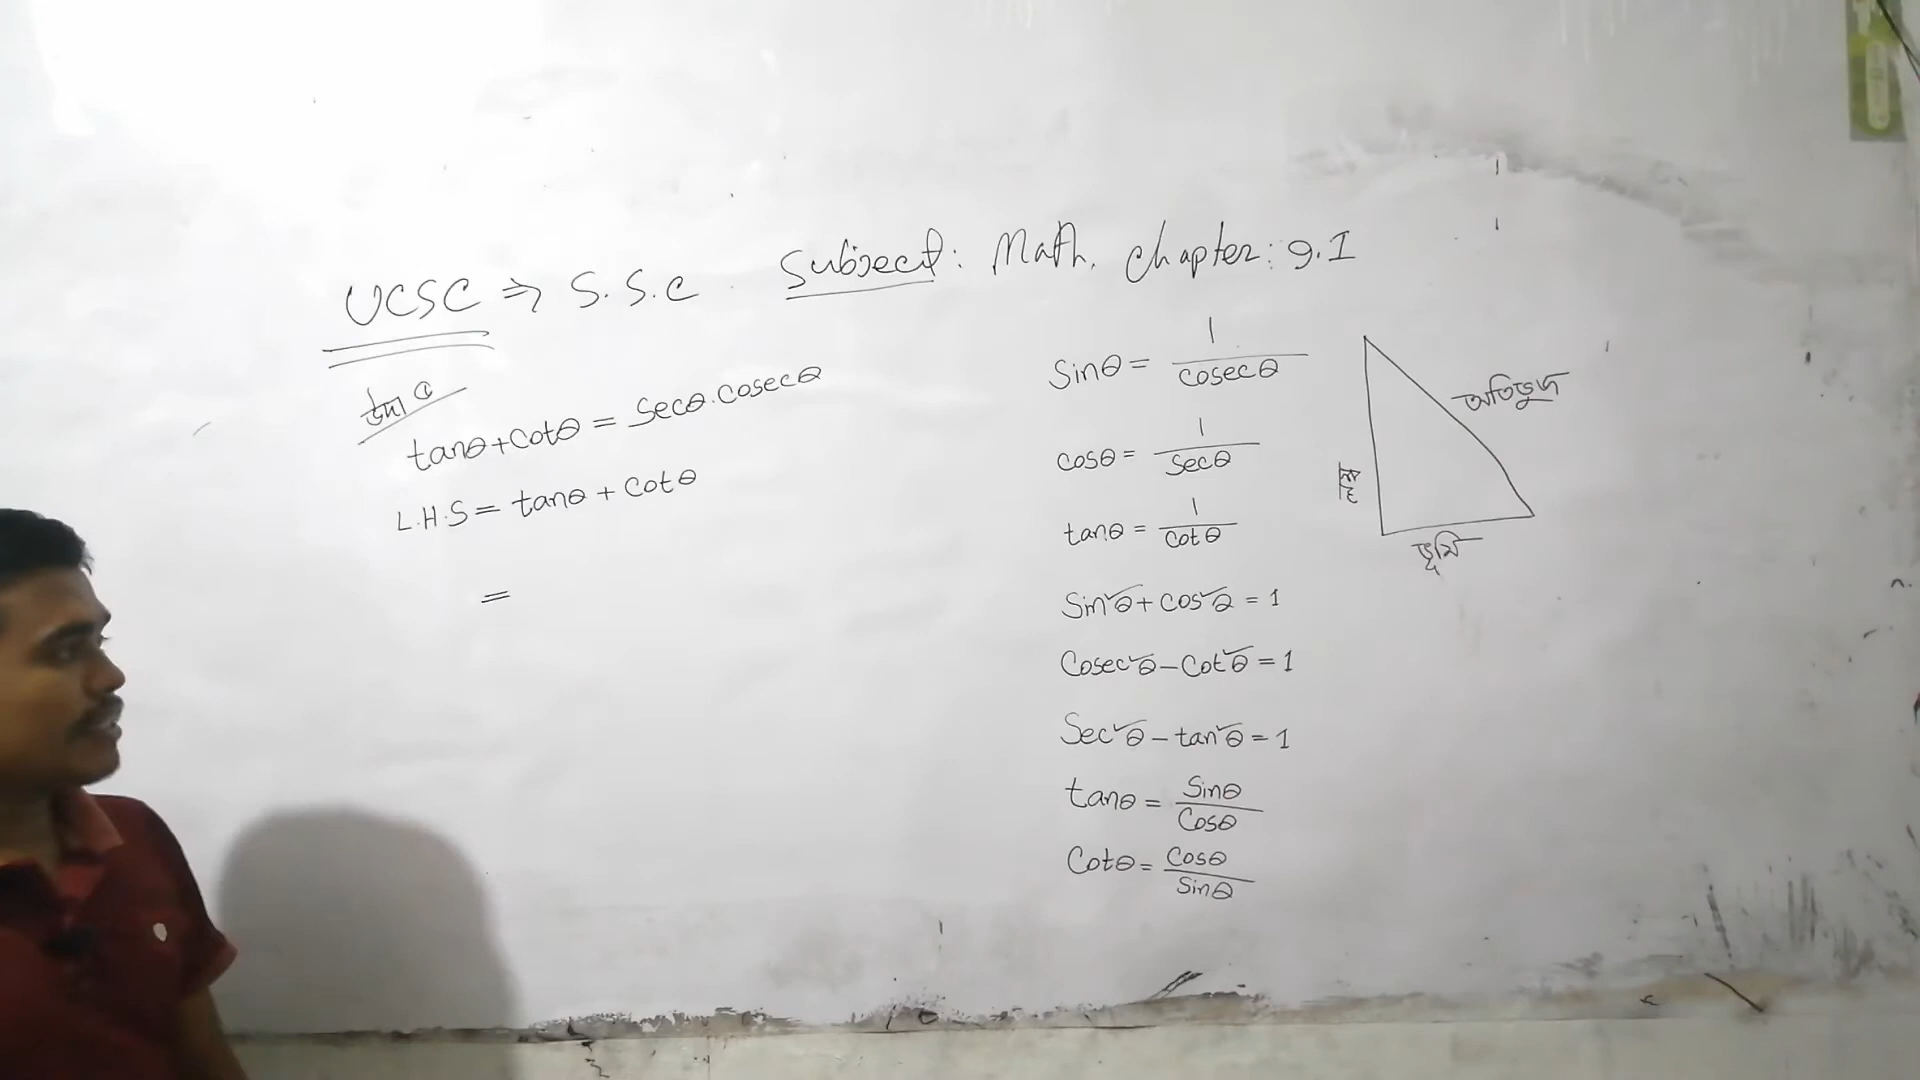 UCSC ⇒ S.S.C Subject: Math, Chapter: 9.1
উদা ৫
tanθ+cotθ = secθ.cosecθ
L.H.S = tanθ + cotθ
=
Sinθ = 1/cosecθ
cosθ = 1/secθ
tanθ = 1/cotθ
Sin²θ + cos²θ = 1
Cosec²θ – Cot²θ = 1
Sec²θ – tan²θ = 1
tanθ = Sinθ/Cosθ
Cotθ = Cosθ/Sinθ
অতিভুজ
লম্ব
ভূমি